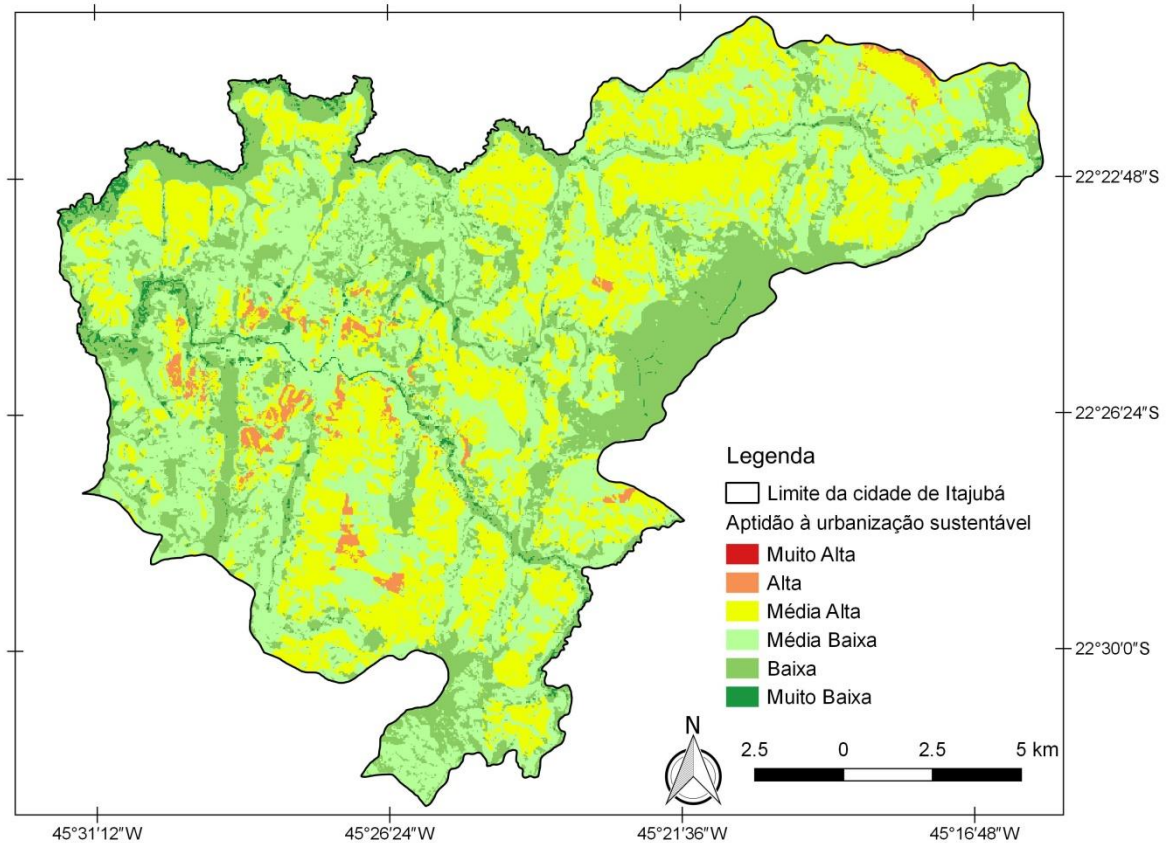 22°22'48"S
22°26'24"S
Legenda
Limite da cidade de Itajubá
Aptidão à urbanização sustentável
Muito Alta
Alta
Média Alta
Média Baixa
Baixa
Muito Baixa
22°30'0"S
N
2.5 0 2.5 5 km
45°31'12"W 45°26'24"W 45°21'36"W 45°16'48"W